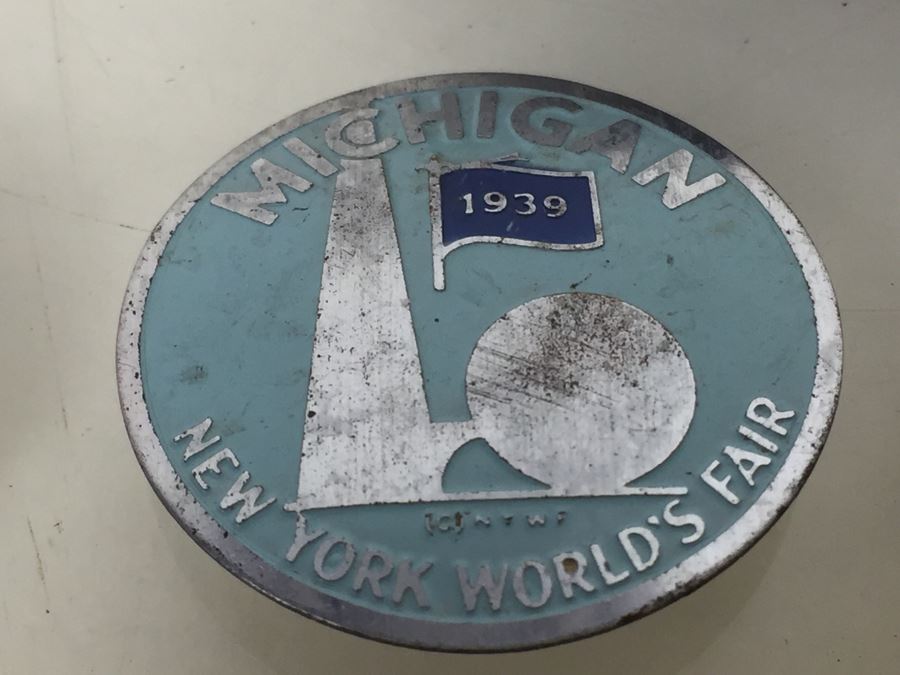 MICHIGAN
1939
(C) N Y W F
NEW YORK WORLD'S FAIR